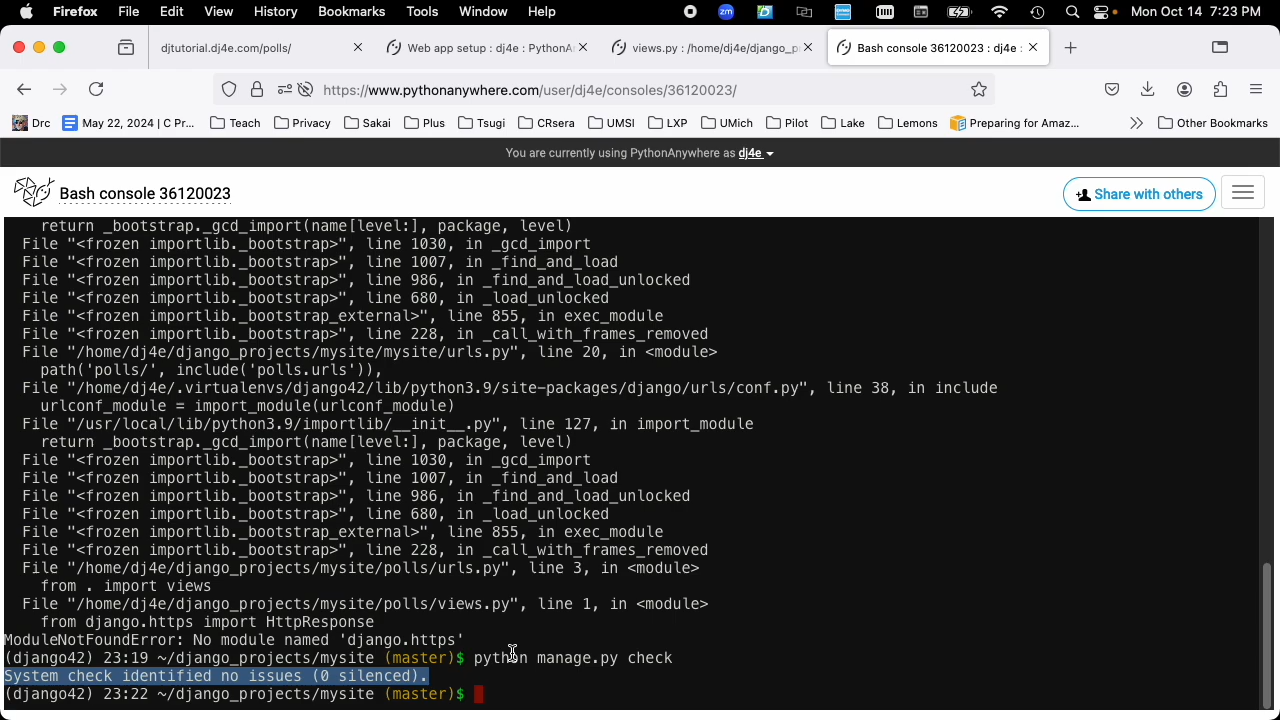 Firefox File Edit View History Bookmarks Tools Window Help Mon Oct 14 7:23 PM
djtutorial.dj4e.com/polls/ Web app setup : dj4e : PythonA views.py : /home/dj4e/django_p Bash console 36120023 : dj4e :
https://www.pythonanywhere.com/user/dj4e/consoles/36120023/
Drc May 22, 2024 | C Pr... Teach Privacy Sakai Plus Tsugi CRsera UMSI LXP UMich Pilot Lake Lemons Preparing for Amaz... Other Bookmarks
You are currently using PythonAnywhere as dj4e
Bash console 36120023 Share with others
return _bootstrap._gcd_import(name[level:], package, level)
File "<frozen importlib._bootstrap>", line 1030, in _gcd_import
File "<frozen importlib._bootstrap>", line 1007, in _find_and_load
File "<frozen importlib._bootstrap>", line 986, in _find_and_load_unlocked
File "<frozen importlib._bootstrap>", line 680, in _load_unlocked
File "<frozen importlib._bootstrap_external>", line 855, in exec_module
File "<frozen importlib._bootstrap>", line 228, in _call_with_frames_removed
File "/home/dj4e/django_projects/mysite/mysite/urls.py", line 20, in <module>
path('polls/', include('polls.urls')),
File "/home/dj4e/.virtualenvs/django42/lib/python3.9/site-packages/django/urls/conf.py", line 38, in include
urlconf_module = import_module(urlconf_module)
File "/usr/local/lib/python3.9/importlib/__init__.py", line 127, in import_module
return _bootstrap._gcd_import(name[level:], package, level)
File "<frozen importlib._bootstrap>", line 1030, in _gcd_import
File "<frozen importlib._bootstrap>", line 1007, in _find_and_load
File "<frozen importlib._bootstrap>", line 986, in _find_and_load_unlocked
File "<frozen importlib._bootstrap>", line 680, in _load_unlocked
File "<frozen importlib._bootstrap_external>", line 855, in exec_module
File "<frozen importlib._bootstrap>", line 228, in _call_with_frames_removed
File "/home/dj4e/django_projects/mysite/polls/urls.py", line 3, in <module>
from . import views
File "/home/dj4e/django_projects/mysite/polls/views.py", line 1, in <module>
from django.https import HttpResponse
ModuleNotFoundError: No module named 'django.https'
(django42) 23:19 ~/django_projects/mysite (master)$ python manage.py check
System check identified no issues (0 silenced).
(django42) 23:22 ~/django_projects/mysite (master)$